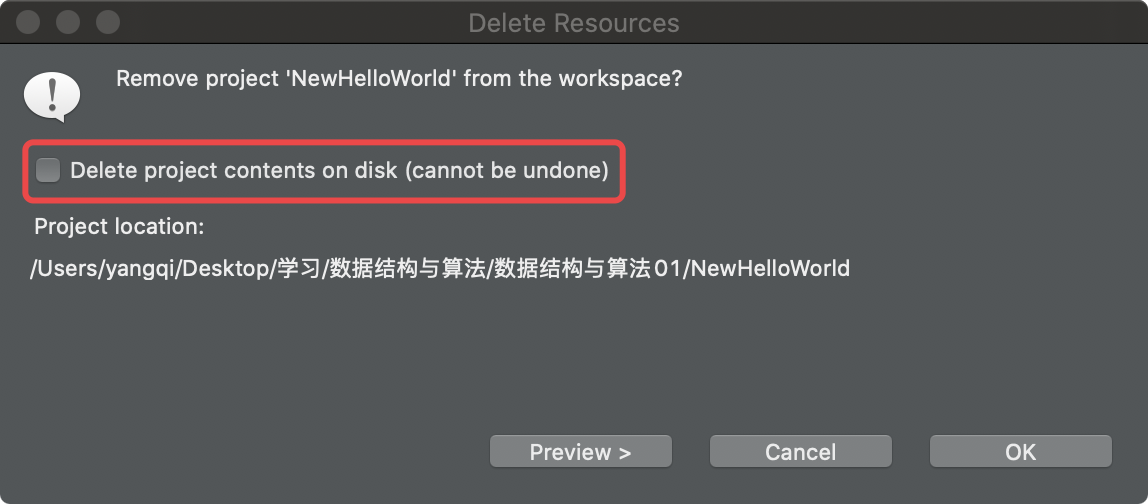 Delete Resources
Remove project 'NewHelloWorld' from the workspace?
Delete project contents on disk (cannot be undone)
Project location:
/Users/yangqi/Desktop/学习/数据结构与算法/数据结构与算法01/NewHelloWorld
Preview >
Cancel
OK